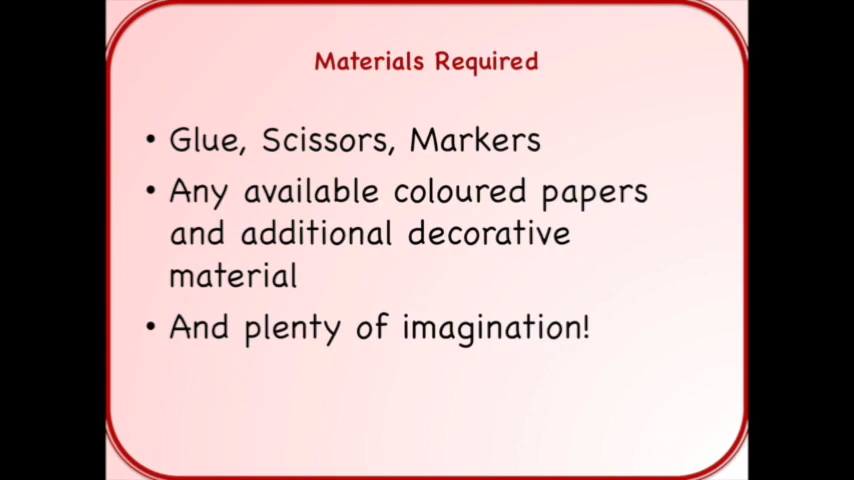 Materials Required
• Glue, Scissors, Markers
• Any available coloured papers
and additional decorative
material
• And plenty of imagination!